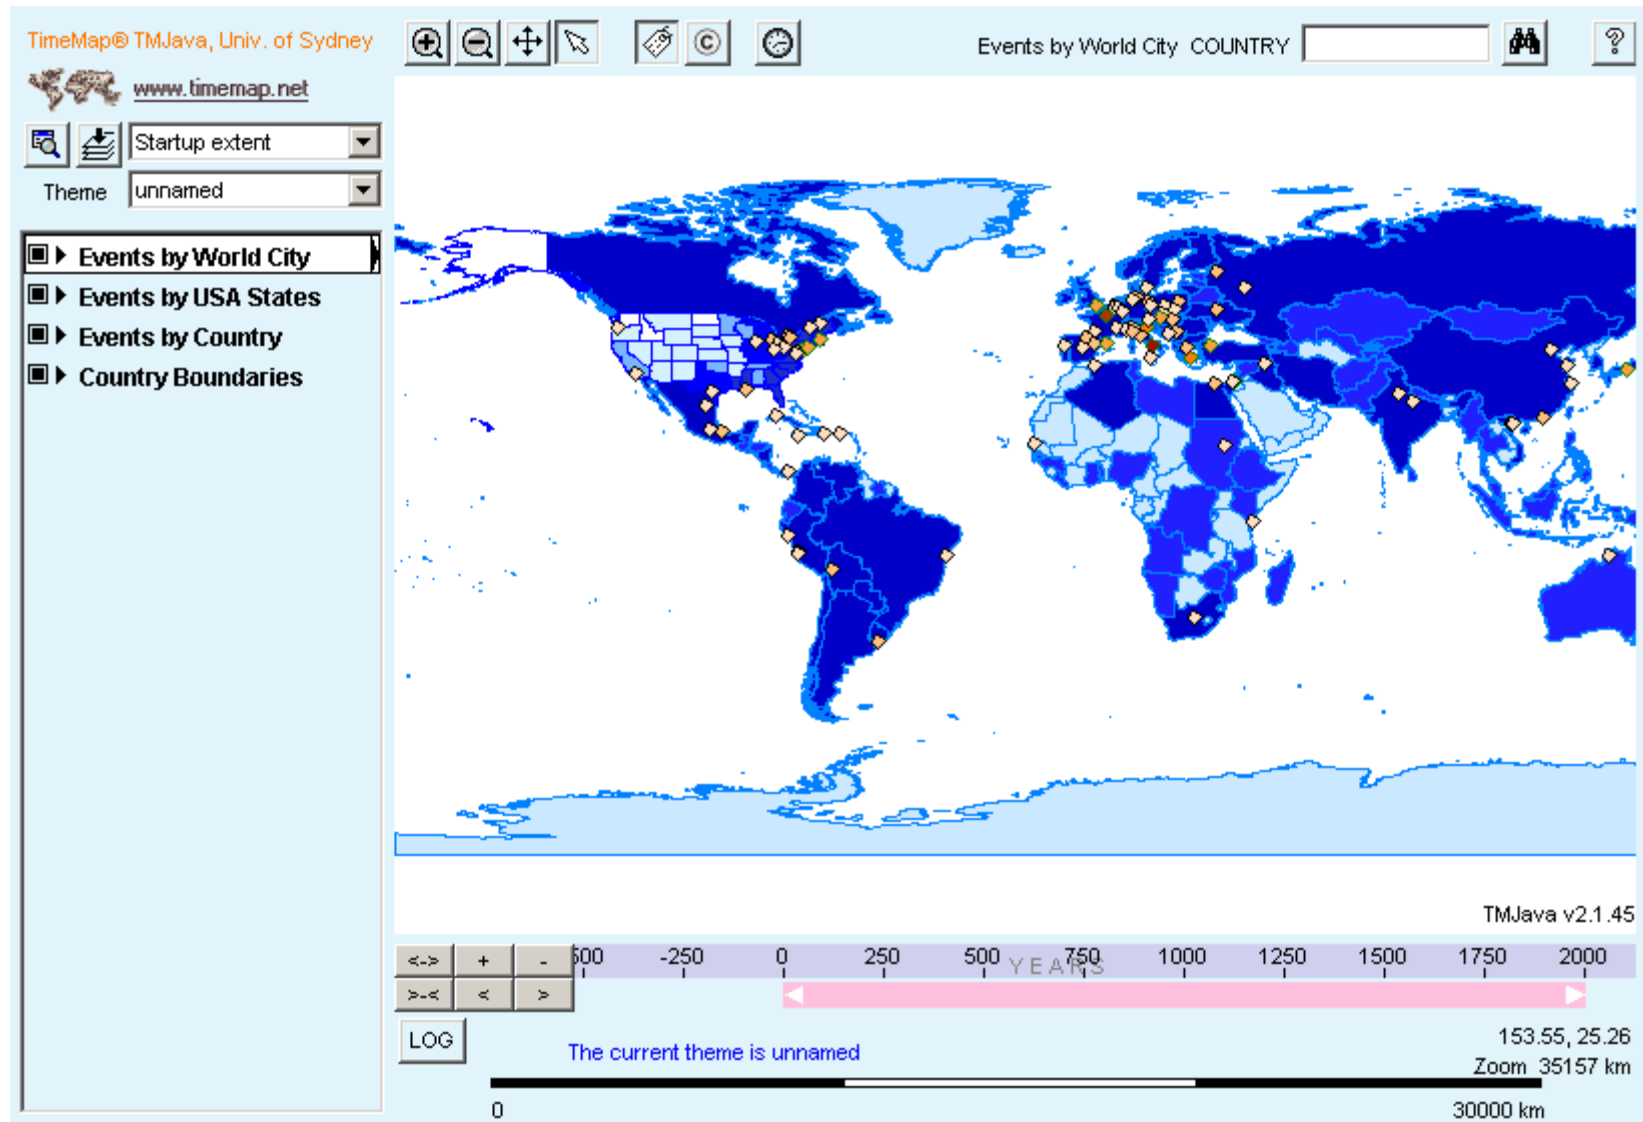 TimeMap® TMJava, Univ. of Sydney
www.timemap.net
Startup extent
Theme unnamed
Events by World City
Events by USA States
Events by Country
Country Boundaries
©
Events by World City COUNTRY
?
TMJava v2.1.45
<-> + -
>-< < >
500 -250 0 250 500 750 1000 1250 1500 1750 2000
YEARS
LOG
The current theme is unnamed
153.55, 25.26
Zoom 35157 km
0 30000 km